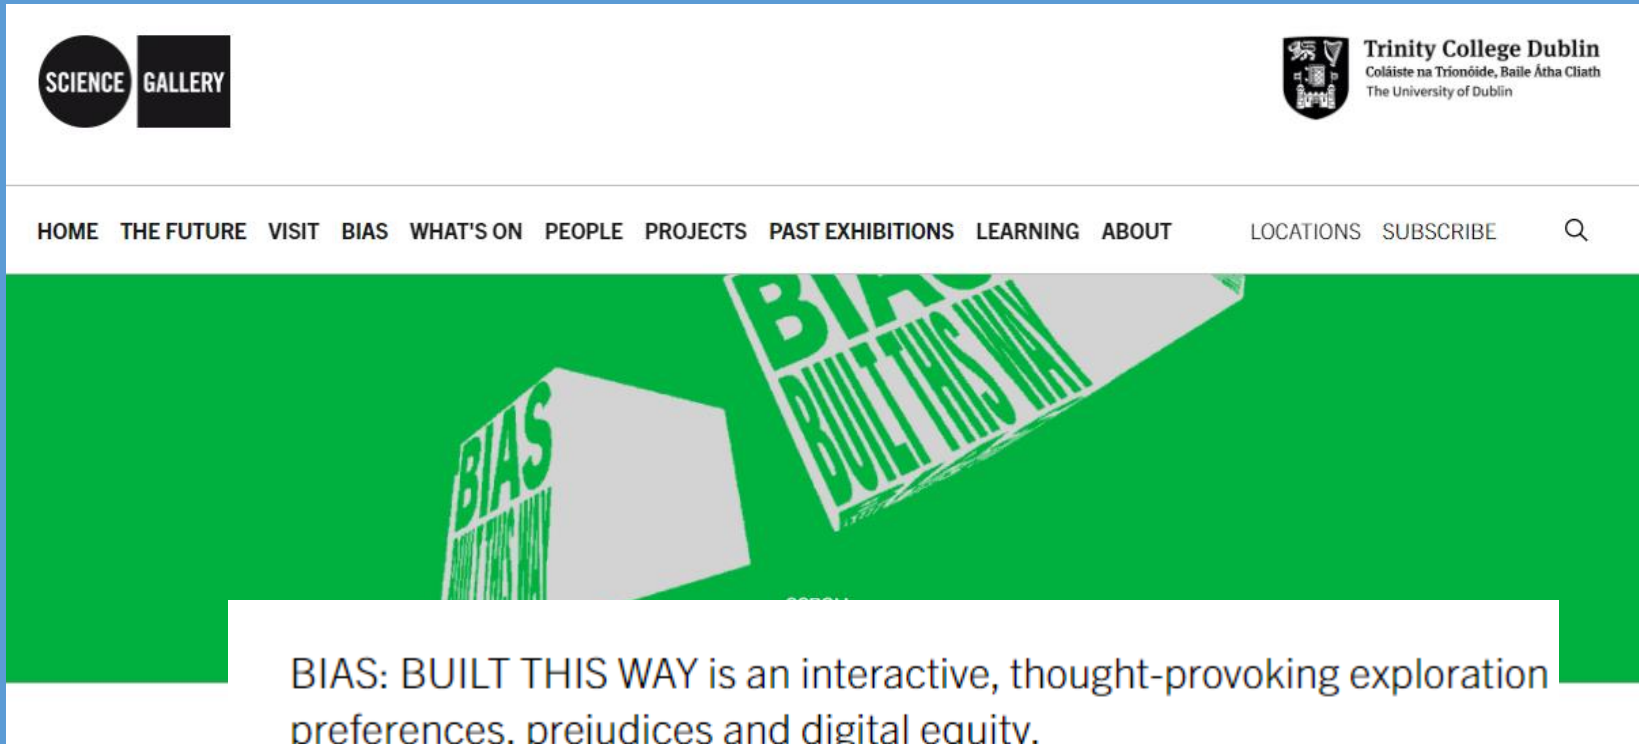 SCIENCE GALLERY
Trinity College Dublin
Coláiste na Tríonóide, Baile Átha Cliath
The University of Dublin
HOME THE FUTURE VISIT BIAS WHAT'S ON PEOPLE PROJECTS PAST EXHIBITIONS LEARNING ABOUT LOCATIONS SUBSCRIBE
BIAS
BUILT THIS WAY
BIAS
BUILT THIS WAY
BIAS: BUILT THIS WAY is an interactive, thought-provoking exploration
preferences, prejudices and digital equity.